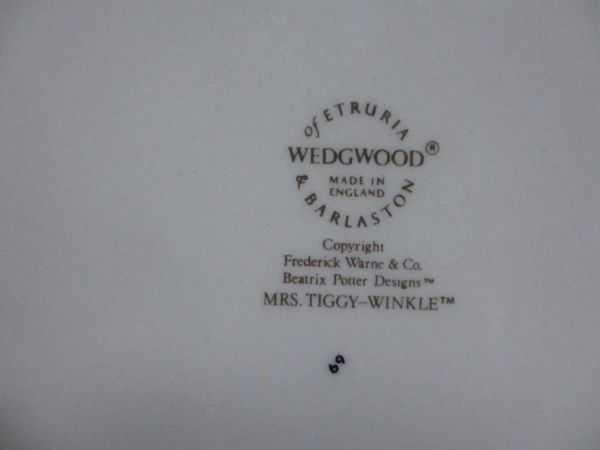 of ETRURIA
WEDGWOOD®
MADE IN
ENGLAND
& BARLASTON
Copyright
Frederick Warne & Co.
Beatrix Potter Designs™
MRS. TIGGY–WINKLE™
69